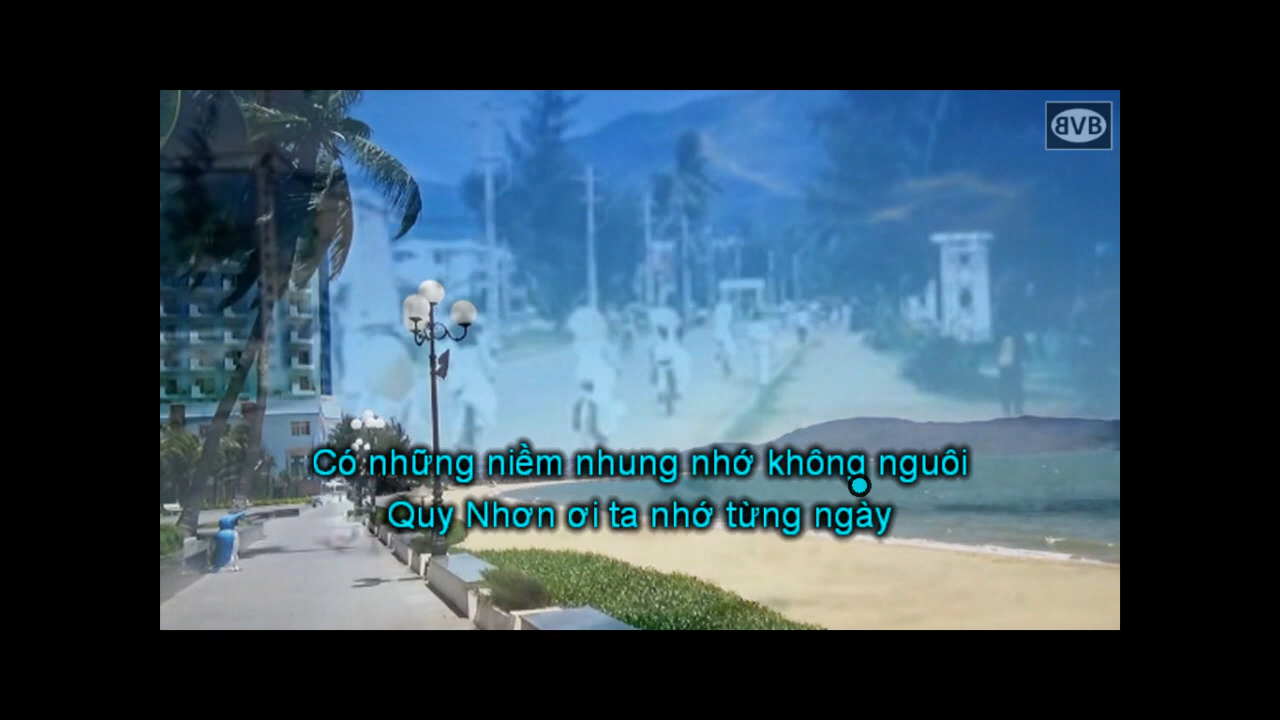 BVB
Có những niềm nhung nhớ không nguôi
Quy Nhơn ơi ta nhớ từng ngày